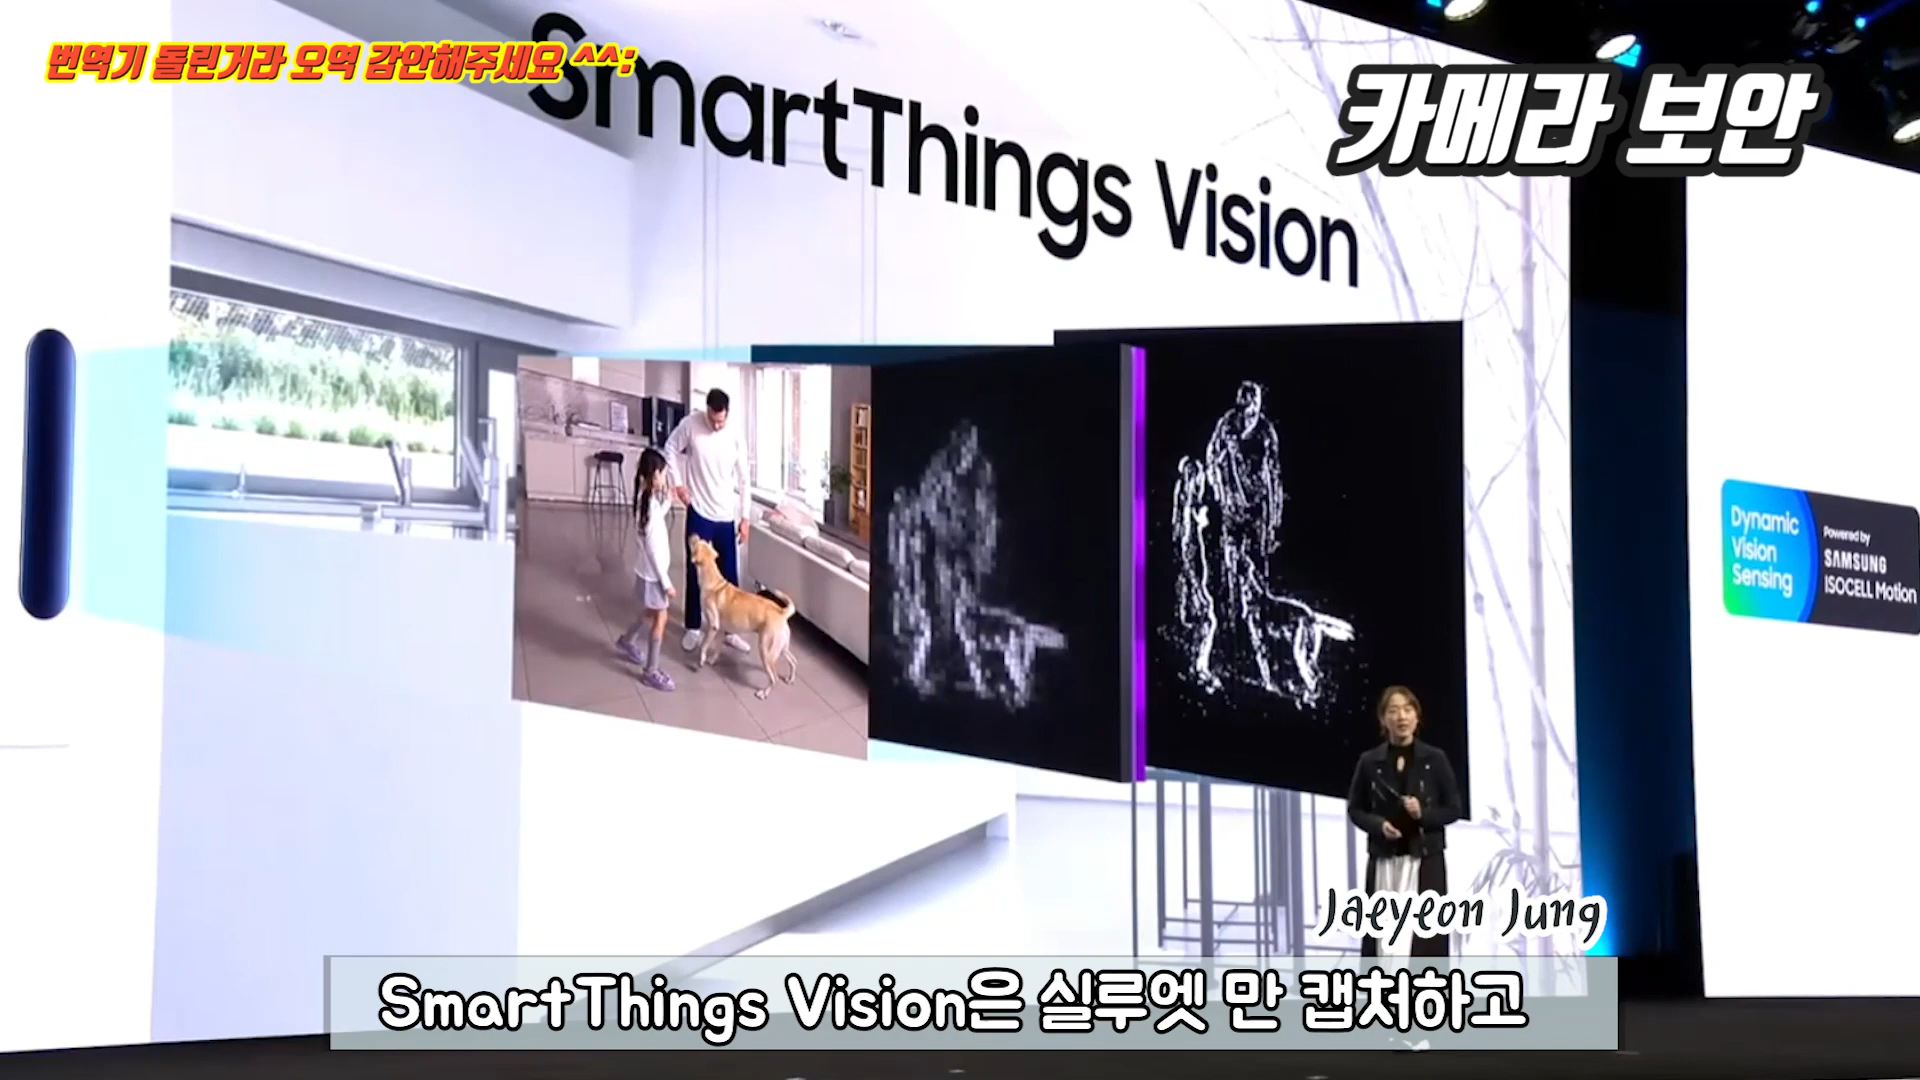 번역기 돌린거라 오역 감안해주세요 ^^;
카메라 보안
SmartThings Vision
Dynamic
Vision
Sensing
Powered by
SAMSUNG
ISOCELL Motion
Jaeyeon Jung
SmartThings Vision은 실루엣 만 캡처하고